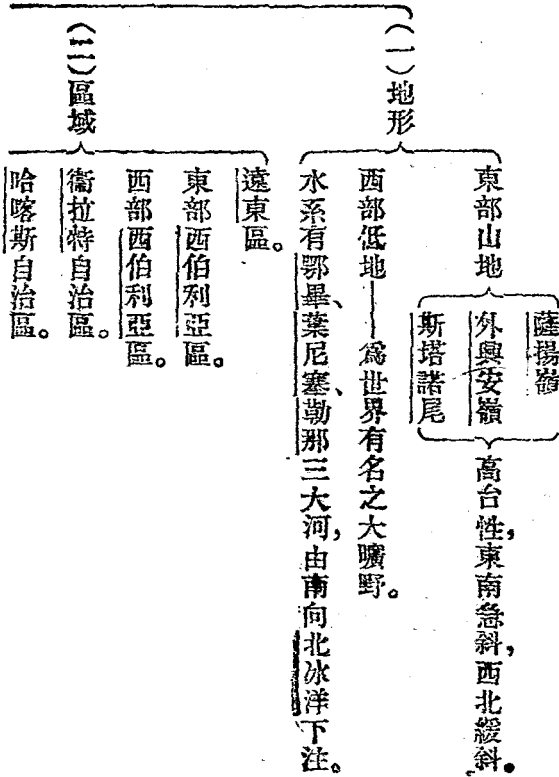 （一）地形
東部山地
薩揚嶺
外興安嶺
斯塔諾尾
高台性，東南急斜，西北緩斜。
西部低地——爲世界有名之大曠野。
水系有鄂畢、葉尼塞、勒那三大河，由南向北冰洋下注。
（二）區域
遠東區。
東部西伯利亞區。
西部西伯利亞區。
衞拉特自治區。
哈喀斯自治區。